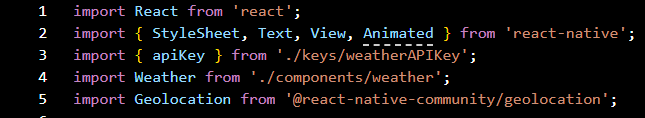 1 import React from 'react';
2 import { StyleSheet, Text, View, Animated } from 'react-native';
3 import { apiKey } from './keys/weatherAPIKey';
4 import Weather from './components/weather';
5 import Geolocation from '@react-native-community/geolocation';